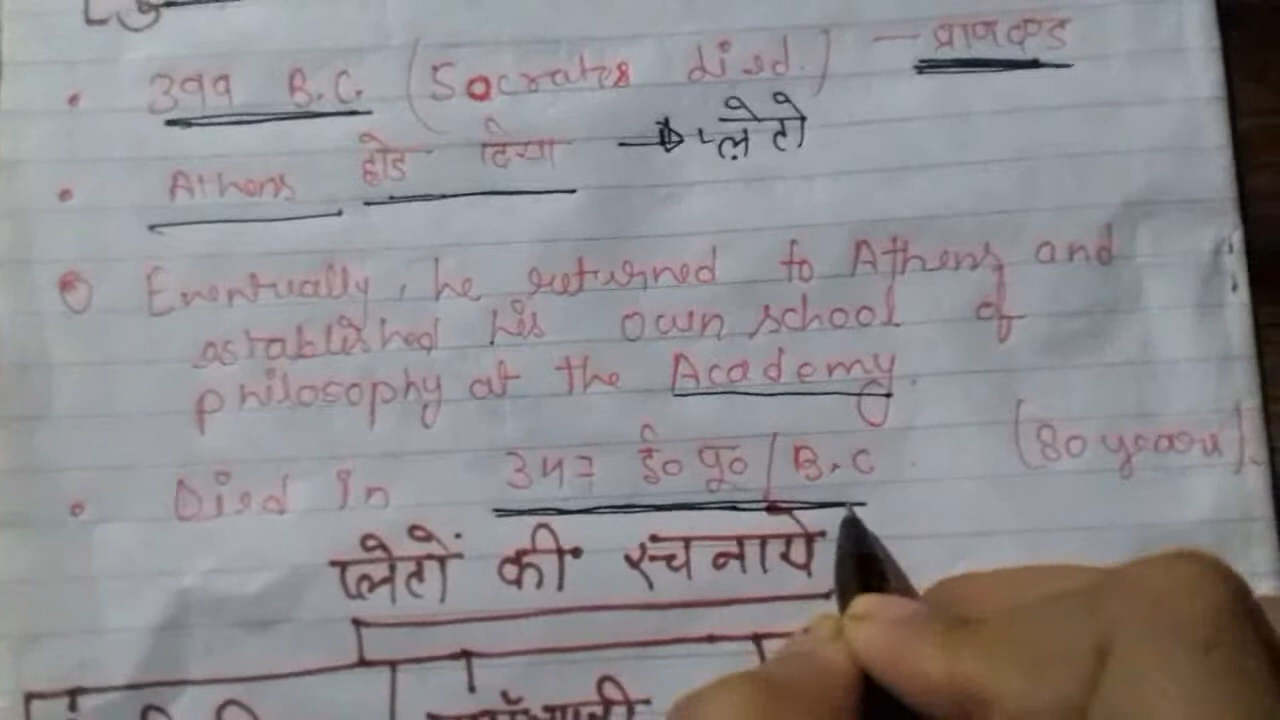 • 399 B.C. (Socrates died.) — प्राणदण्ड
• Athens छोड दिया → प्लेटो
Eventually, he returned to Athens and
established his own school of
philosophy at the Academy.
• Died in 347 ई० पू० / B.C. (80 years).
प्लेटों की रचनाये